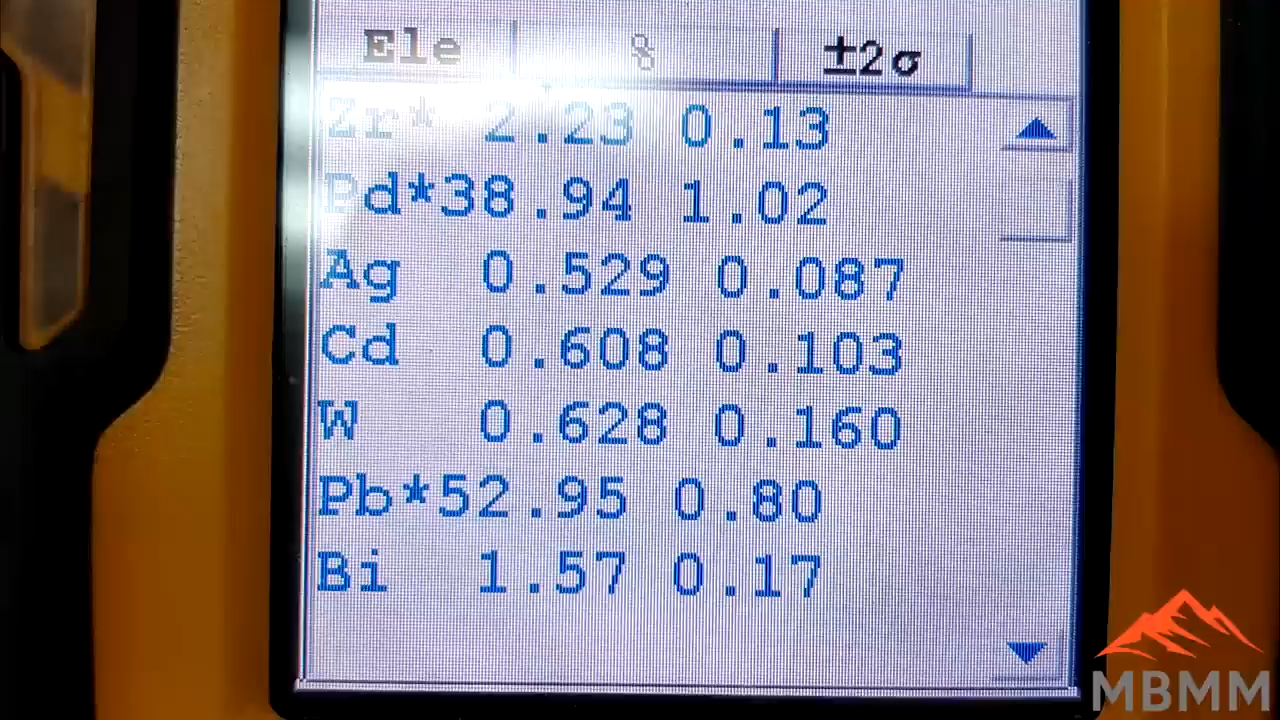 Ele % ±2σ
Zr* 2.23 0.13
Pd*38.94 1.02
Ag 0.529 0.087
Cd 0.608 0.103
W 0.628 0.160
Pb*52.95 0.80
Bi 1.57 0.17
MBMM